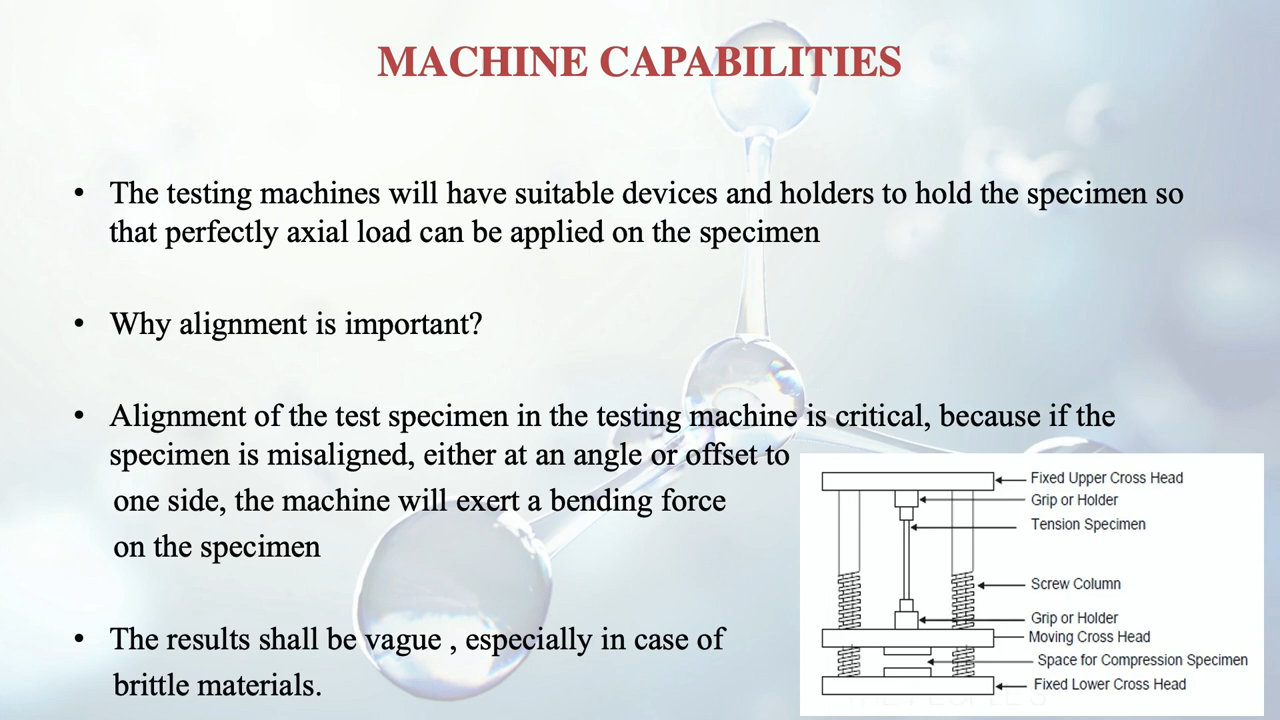 MACHINE CAPABILITIES
• The testing machines will have suitable devices and holders to hold the specimen so
that perfectly axial load can be applied on the specimen
• Why alignment is important?
• Alignment of the test specimen in the testing machine is critical, because if the
specimen is misaligned, either at an angle or offset to
one side, the machine will exert a bending force
on the specimen
• The results shall be vague , especially in case of
brittle materials.
Fixed Upper Cross Head
Grip or Holder
Tension Specimen
Screw Column
Grip or Holder
Moving Cross Head
Space for Compression Specimen
Fixed Lower Cross Head